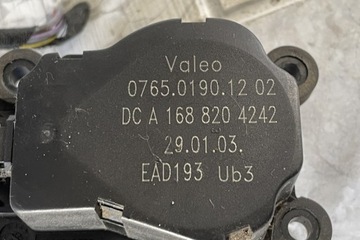 Valeo
0765.0190.12 02
DC A 168 820 4242
29.01.03.
EAD193 Ub3